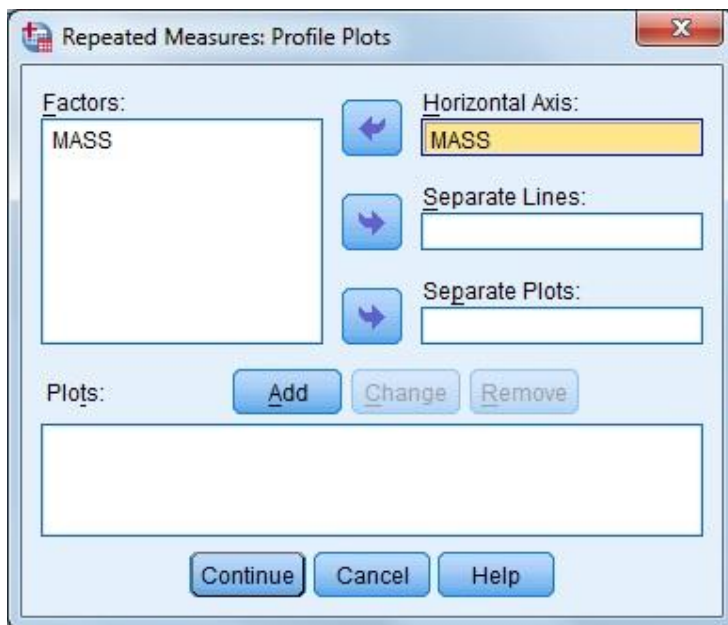 Repeated Measures: Profile Plots
Factors:
MASS
Horizontal Axis:
MASS
Separate Lines:
Separate Plots:
Plots:
Add
Change
Remove
Continue
Cancel
Help